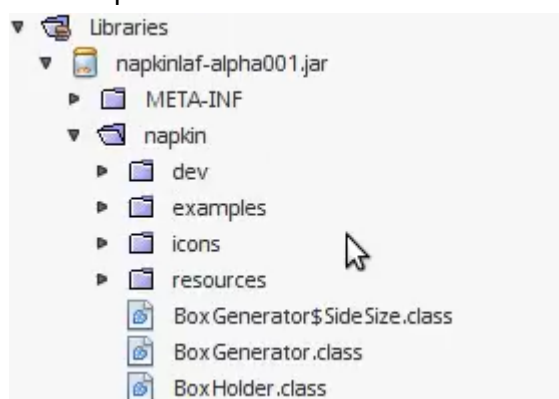 Libraries
napkinlaf-alpha001.jar
META-INF
napkin
dev
examples
icons
resources
BoxGenerator$SideSize.class
BoxGenerator.class
BoxHolder.class